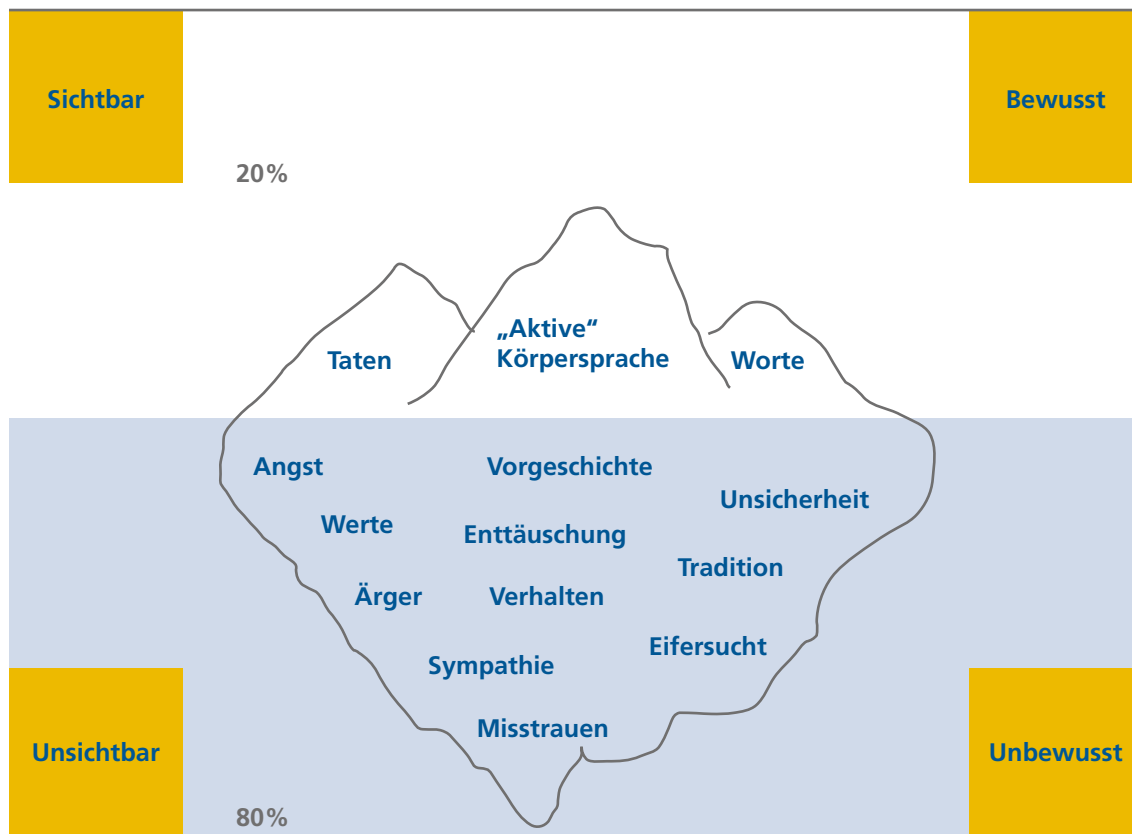 Sichtbar
Bewusst
20%
„Aktive“
Körpersprache
Taten
Worte
Angst
Vorgeschichte
Unsicherheit
Werte
Enttäuschung
Tradition
Ärger
Verhalten
Eifersucht
Sympathie
Misstrauen
Unsichtbar
Unbewusst
80%